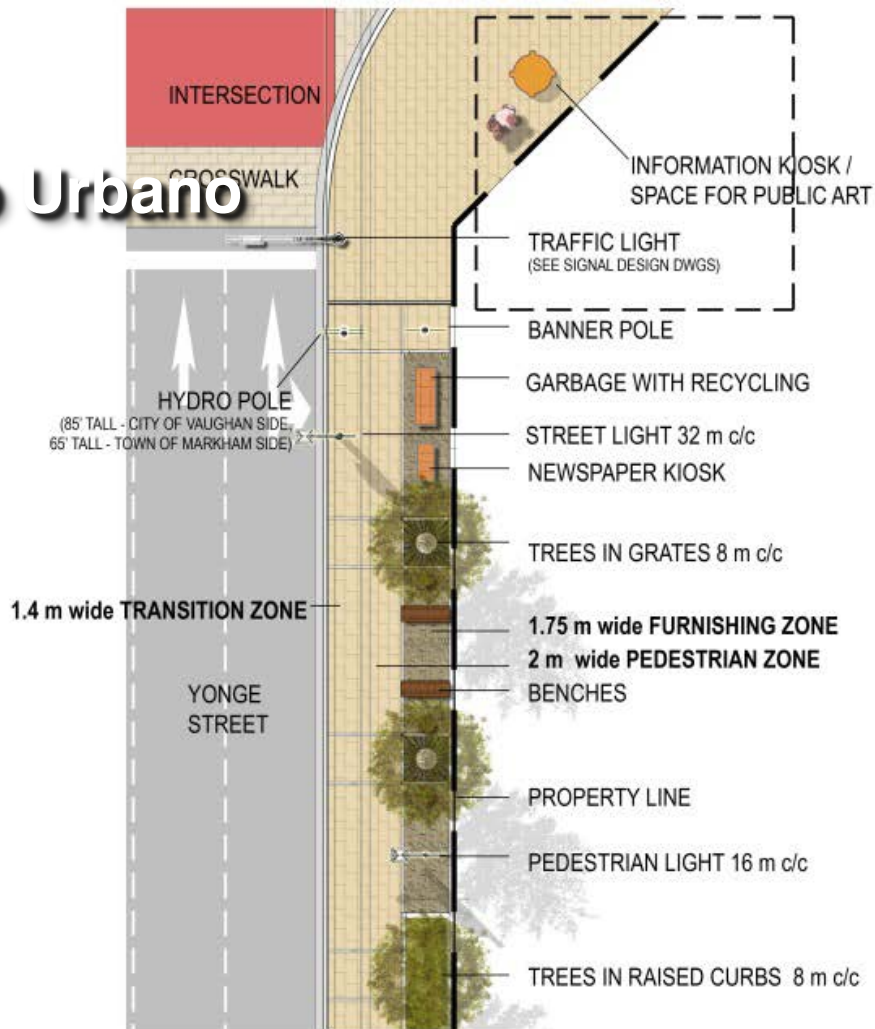 INTERSECTION
CROSSWALK
Urbano
INFORMATION KIOSK /
SPACE FOR PUBLIC ART
TRAFFIC LIGHT
(SEE SIGNAL DESIGN DWGS)
BANNER POLE
GARBAGE WITH RECYCLING
HYDRO POLE
(85' TALL - CITY OF VAUGHAN SIDE,
65' TALL - TOWN OF MARKHAM SIDE)
STREET LIGHT 32 m c/c
NEWSPAPER KIOSK
TREES IN GRATES 8 m c/c
1.4 m wide TRANSITION ZONE
1.75 m wide FURNISHING ZONE
2 m wide PEDESTRIAN ZONE
BENCHES
YONGE
STREET
PROPERTY LINE
PEDESTRIAN LIGHT 16 m c/c
TREES IN RAISED CURBS 8 m c/c